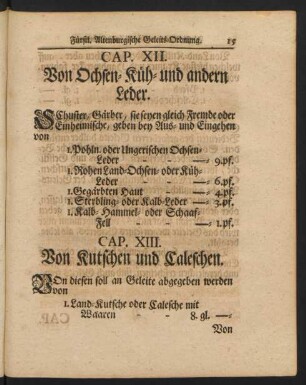 Fürstl. Altenburgische Geleits-Ordnung. 15
CAP. XII.
Von Ochsen- Küh- und andern
Leder.
SChuster, Gärber, sie seyen gleich Fremde oder
Einheimische, geben bey Aus- und Eingehen
von
1. Pohln. oder Ungerischen Ochsen-
Leder - - —: 9. pf.
1. Rohen Land-Ochsen- oder Küh-
Leder - - —: 6. pf.
1. Gegärbten Haut - —: 4. pf.
1. Sterbling- oder Kalb-Leder —: 3. pf.
1. Kalb- Hammel- oder Schaaf-
Fell - - —: 1. pf.
CAP. XIII.
Von Kutschen und Caleschen.
VOn diesen soll an Geleite abgegeben werden
von
1. Land-Kutsche oder Calesche mit
Waaren - - 8. gl. —:
Von